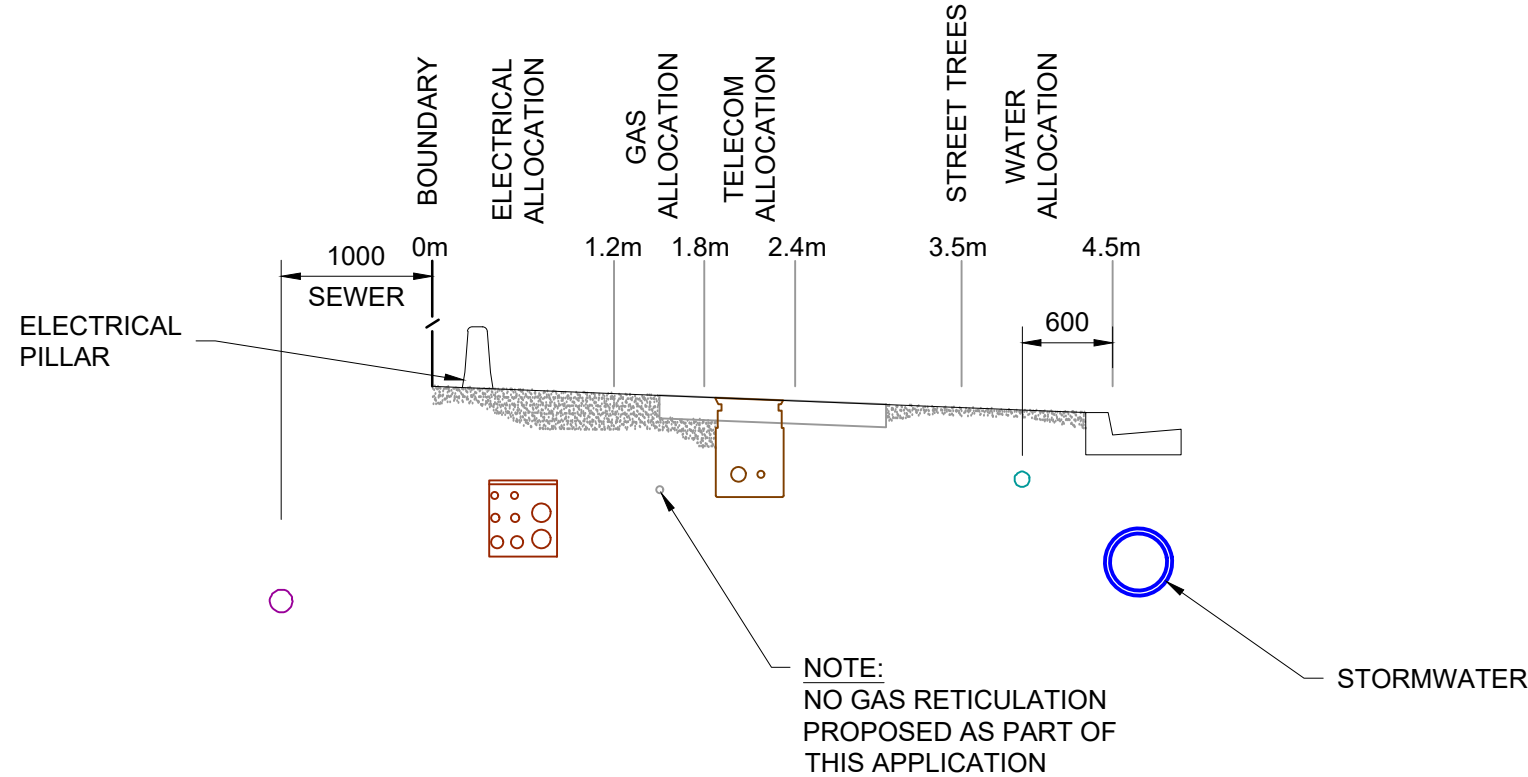 BOUNDARY
ELECTRICAL
ALLOCATION
GAS
ALLOCATION
TELECOM
ALLOCATION
STREET TREES
WATER
ALLOCATION
0m
1.2m
1.8m
2.4m
3.5m
4.5m
1000
SEWER
600
ELECTRICAL
PILLAR
NOTE:
NO GAS RETICULATION
PROPOSED AS PART OF
THIS APPLICATION
STORMWATER